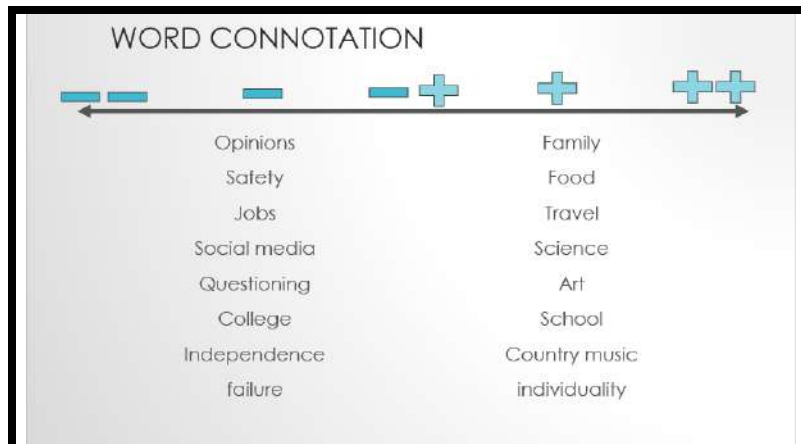 WORD CONNOTATION
Opinions
Safety
Jobs
Social media
Questioning
College
Independence
failure
Family
Food
Travel
Science
Art
School
Country music
individuality